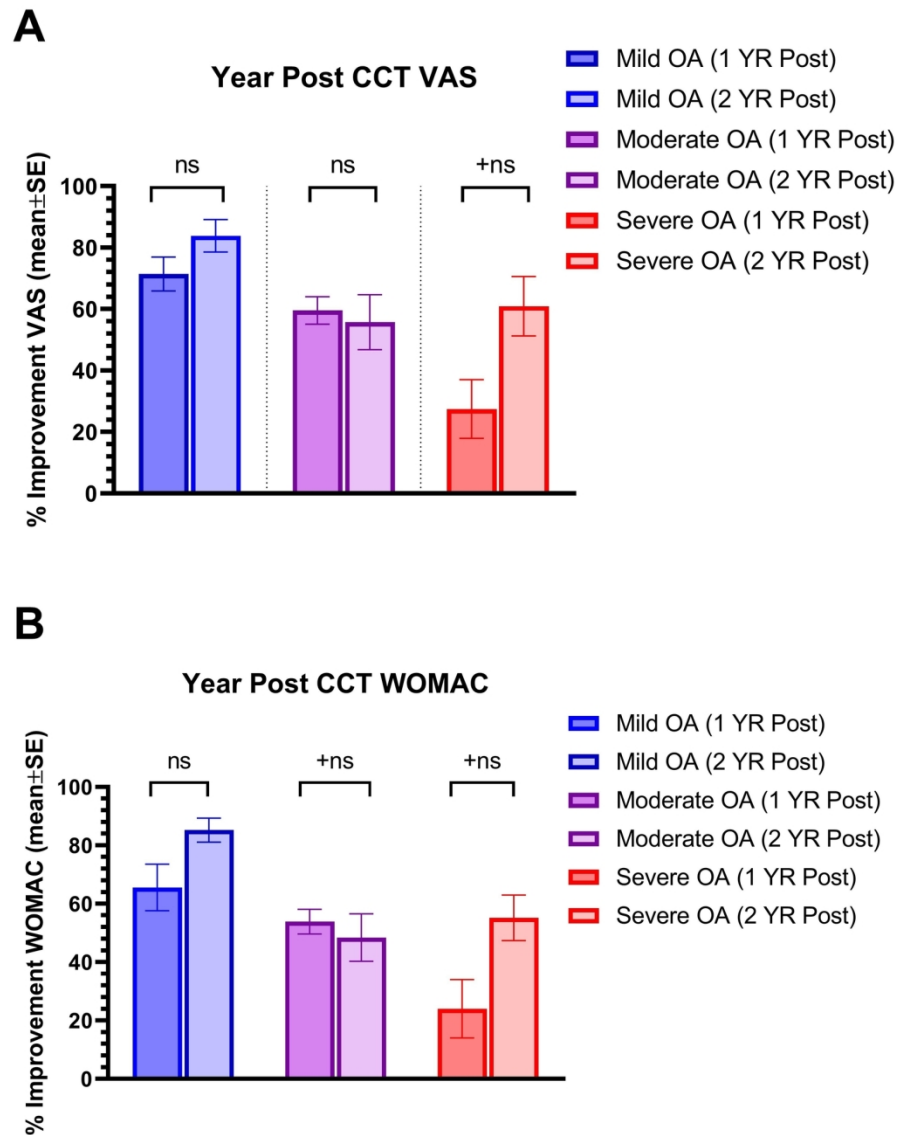 A
Year Post CCT VAS
Mild OA (1 YR Post)
Mild OA (2 YR Post)
Moderate OA (1 YR Post)
Moderate OA (2 YR Post)
Severe OA (1 YR Post)
Severe OA (2 YR Post)
% Improvement VAS (mean±SE)
ns
ns
+ns
100
80
60
40
20
0
B
Year Post CCT WOMAC
Mild OA (1 YR Post)
Mild OA (2 YR Post)
Moderate OA (1 YR Post)
Moderate OA (2 YR Post)
Severe OA (1 YR Post)
Severe OA (2 YR Post)
% Improvement WOMAC (mean±SE)
ns
+ns
+ns
100
80
60
40
20
0